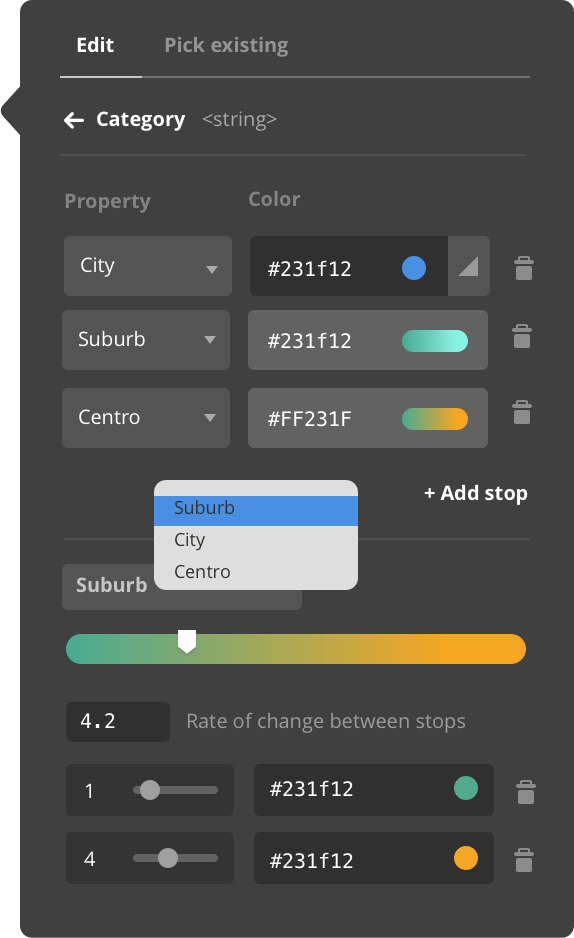 Edit Pick existing
Category <string>
Property Color
City #231f12
Suburb #231f12
Centro #FF231F
+ Add stop
Suburb
City
Centro
Suburb
4.2 Rate of change between stops
1 #231f12
4 #231f12